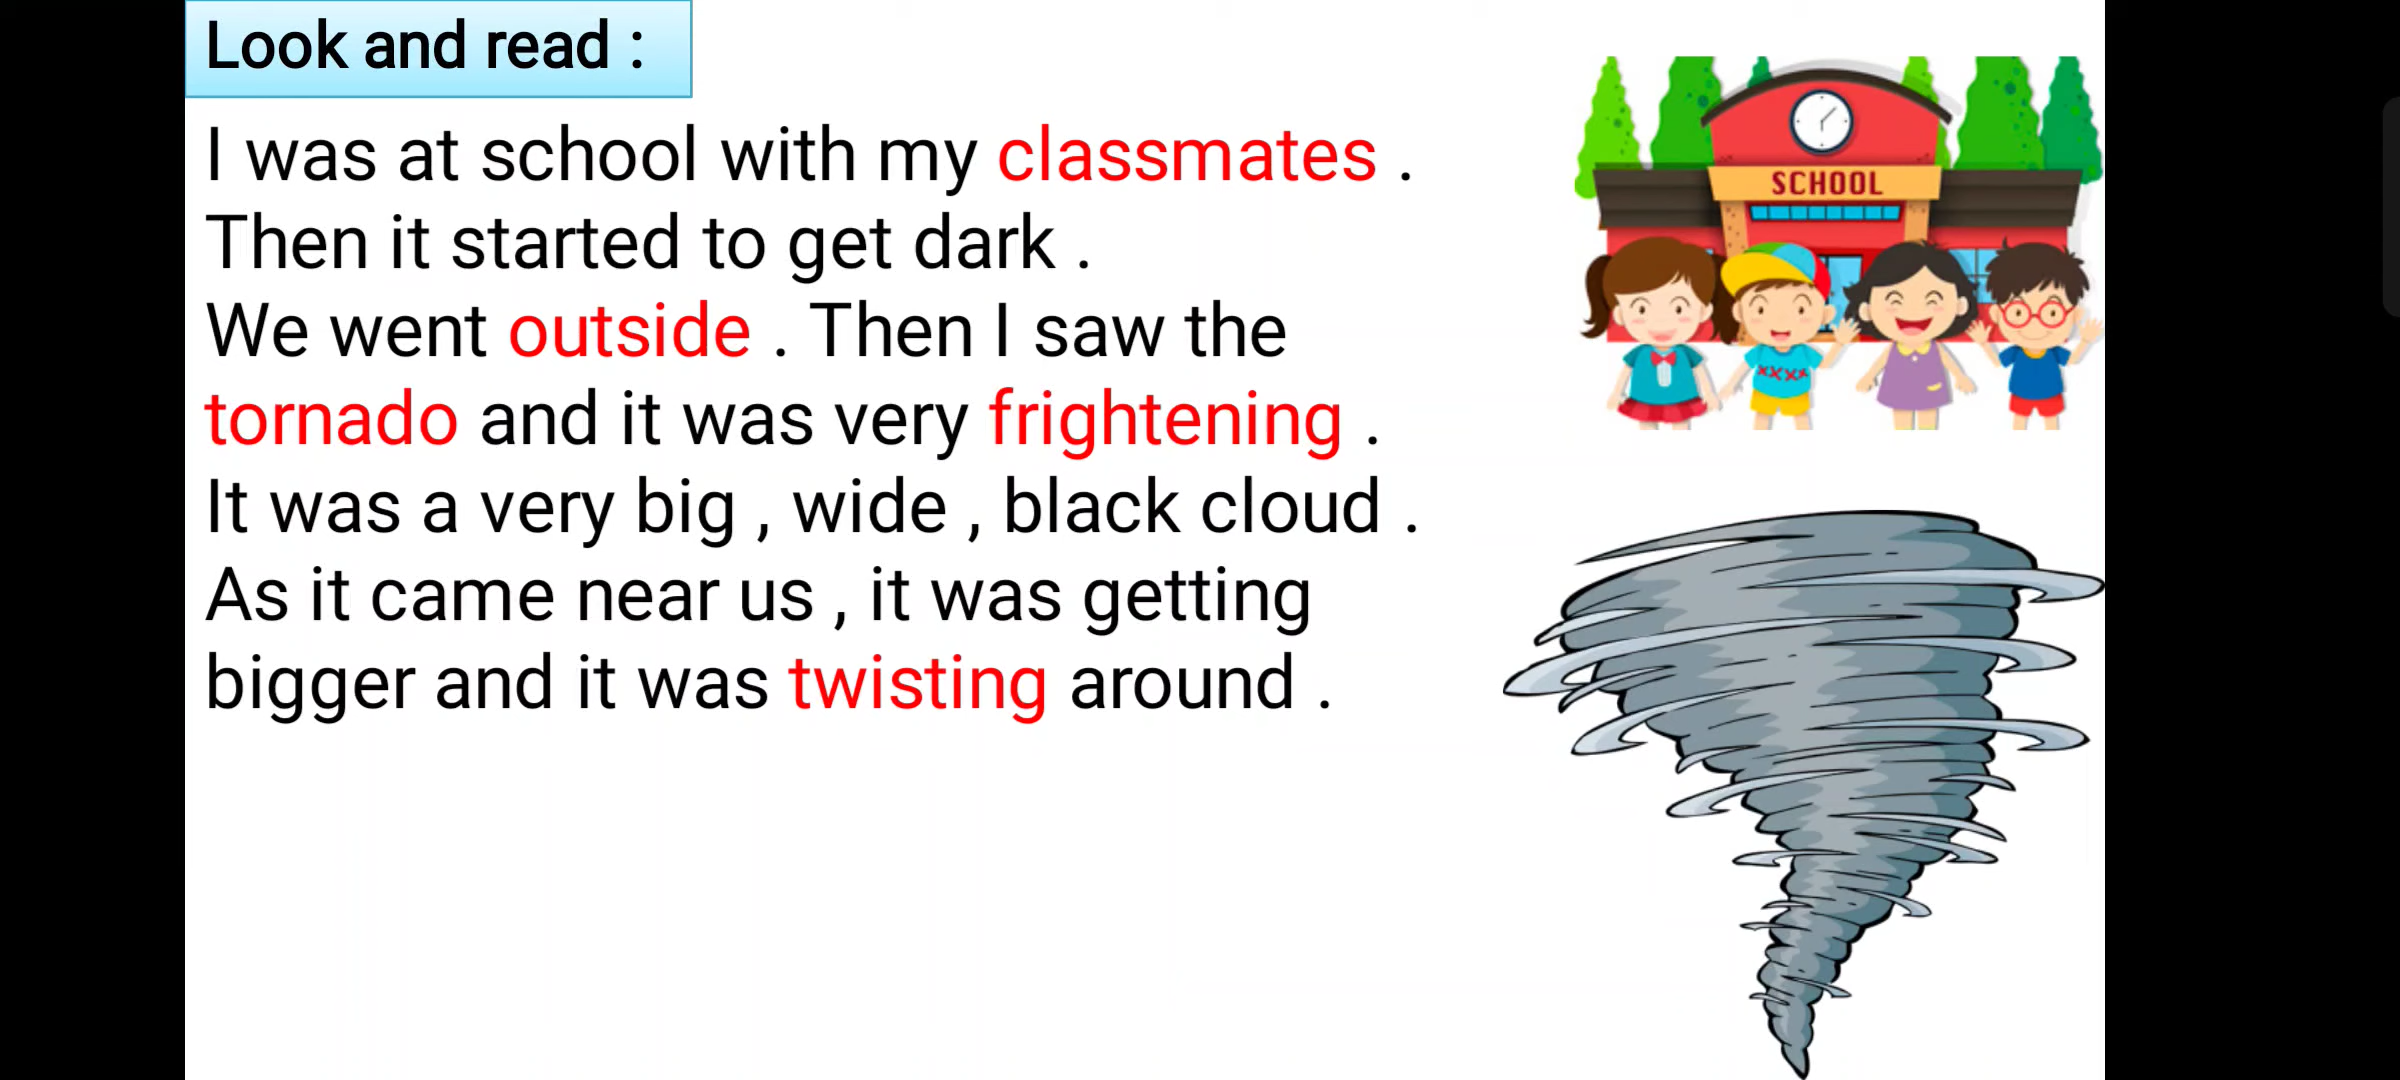 Look and read :
I was at school with my classmates .
Then it started to get dark .
We went outside . Then I saw the
tornado and it was very frightening .
It was a very big , wide , black cloud .
As it came near us , it was getting
bigger and it was twisting around .
SCHOOL
xxxx